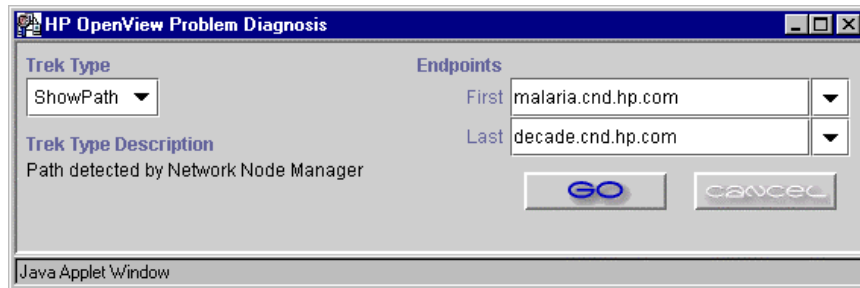 HP OpenView Problem Diagnosis
Trek Type
ShowPath
Trek Type Description
Path detected by Network Node Manager
Endpoints
First malaria.cnd.hp.com
Last decade.cnd.hp.com
GO
CANCEL
Java Applet Window